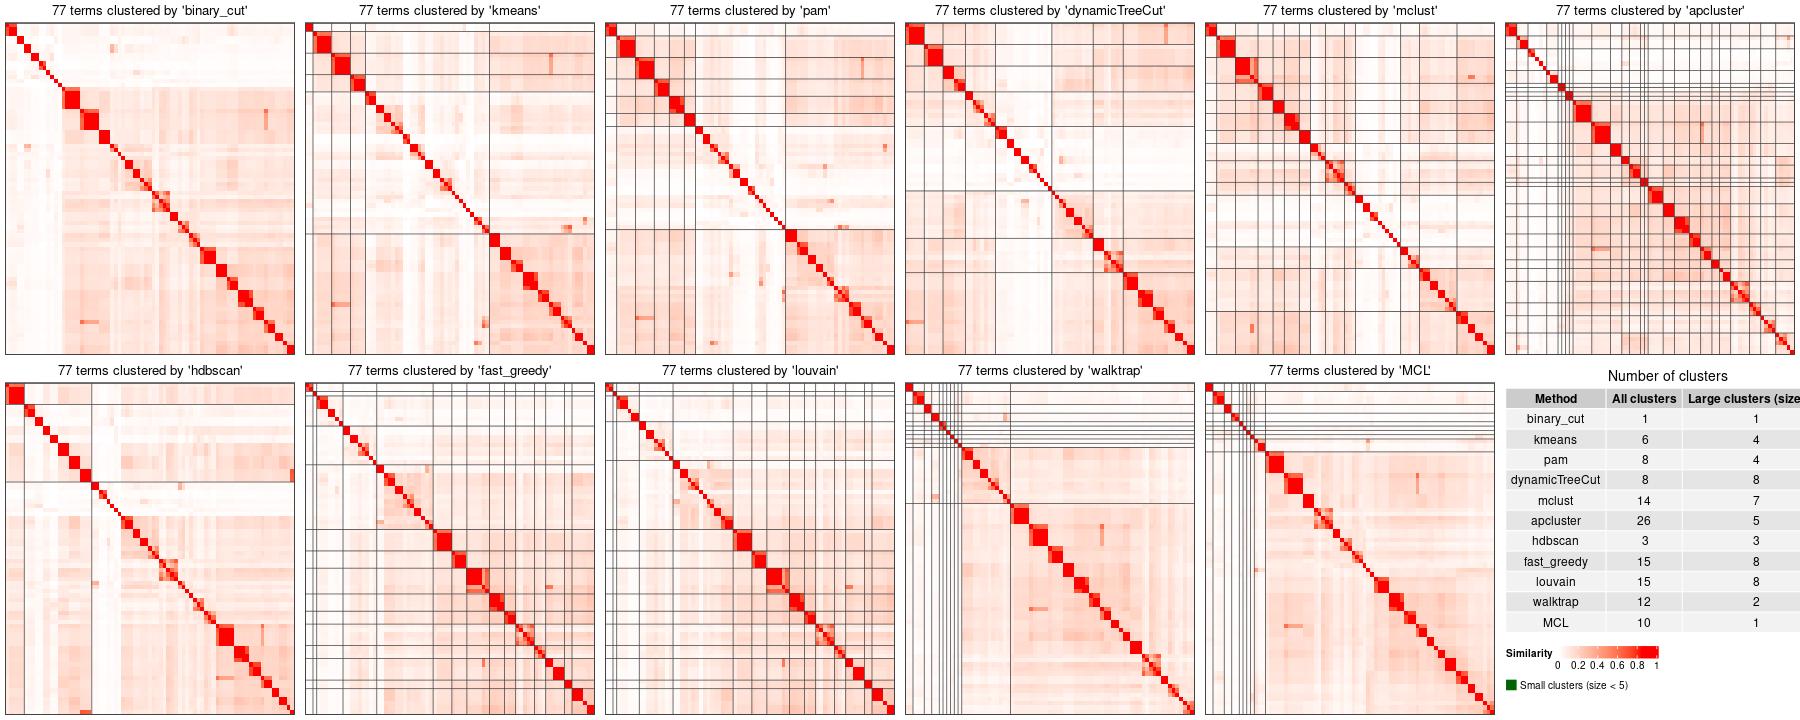 77 terms clustered by 'binary_cut'
77 terms clustered by 'kmeans'
77 terms clustered by 'pam'
77 terms clustered by 'dynamicTreeCut'
77 terms clustered by 'mclust'
77 terms clustered by 'apcluster'
77 terms clustered by 'hdbscan'
77 terms clustered by 'fast_greedy'
77 terms clustered by 'louvain'
77 terms clustered by 'walktrap'
77 terms clustered by 'MCL'
Number of clusters
Method All clusters Large clusters (size
binary_cut 1 1
kmeans 6 4
pam 8 4
dynamicTreeCut 8 8
mclust 14 7
apcluster 26 5
hdbscan 3 3
fast_greedy 15 8
louvain 15 8
walktrap 12 2
MCL 10 1
Similarity
0 0.2 0.4 0.6 0.8 1
Small clusters (size < 5)